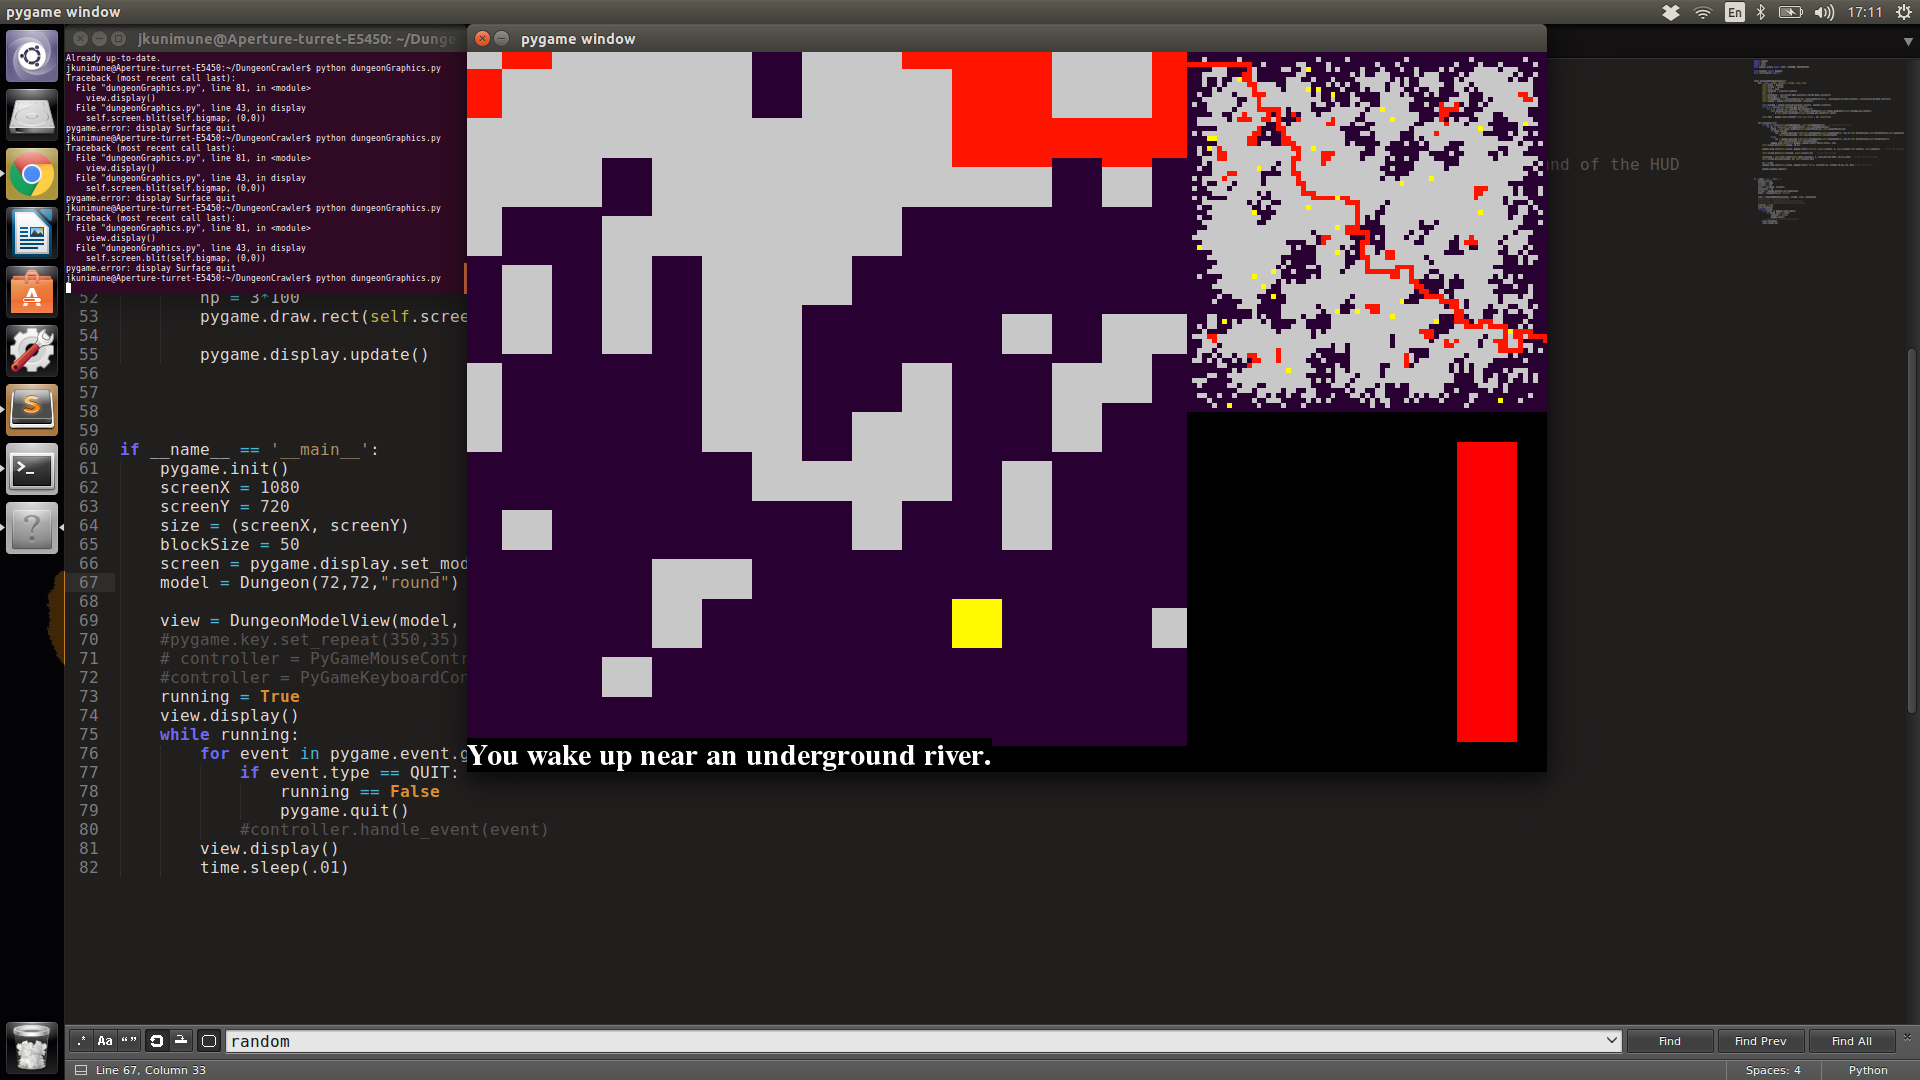 pygame window
En
17:11
jkunimune@Aperture-turret-E5450: ~/Dunge
pygame window
Already up-to-date.
jkunimune@Aperture-turret-E5450:~/DungeonCrawler$ python dungeonGraphics.py
Traceback (most recent call last):
  File "dungeonGraphics.py", line 81, in <module>
    view.display()
  File "dungeonGraphics.py", line 43, in display
    self.screen.blit(self.bigmap, (0,0))
pygame.error: display Surface quit
jkunimune@Aperture-turret-E5450:~/DungeonCrawler$ python dungeonGraphics.py
Traceback (most recent call last):
  File "dungeonGraphics.py", line 81, in <module>
    view.display()
  File "dungeonGraphics.py", line 43, in display
    self.screen.blit(self.bigmap, (0,0))
pygame.error: display Surface quit
jkunimune@Aperture-turret-E5450:~/DungeonCrawler$ python dungeonGraphics.py
Traceback (most recent call last):
  File "dungeonGraphics.py", line 81, in <module>
    view.display()
  File "dungeonGraphics.py", line 43, in display
    self.screen.blit(self.bigmap, (0,0))
pygame.error: display Surface quit
jkunimune@Aperture-turret-E5450:~/DungeonCrawler$ python dungeonGraphics.py
nd of the HUD
52 hp = 3*100
53 pygame.draw.rect(self.scree
54
55 pygame.display.update()
56
57
58
59
60 if __name__ == '__main__':
61 pygame.init()
62 screenX = 1080
63 screenY = 720
64 size = (screenX, screenY)
65 blockSize = 50
66 screen = pygame.display.set_mod
67 model = Dungeon(72,72,"round")
68
69 view = DungeonModelView(model,
70 #pygame.key.set_repeat(350,35)
71 # controller = PyGameMouseContr
72 #controller = PyGameKeyboardCon
73 running = True
74 view.display()
75 while running:
76 for event in pygame.event.g
77 if event.type == QUIT:
78 running == False
79 pygame.quit()
80 #controller.handle_event(event)
81 view.display()
82 time.sleep(.01)
You wake up near an underground river.
.* Aa “”
random
Find
Find Prev
Find All
Line 67, Column 33
Spaces: 4
Python